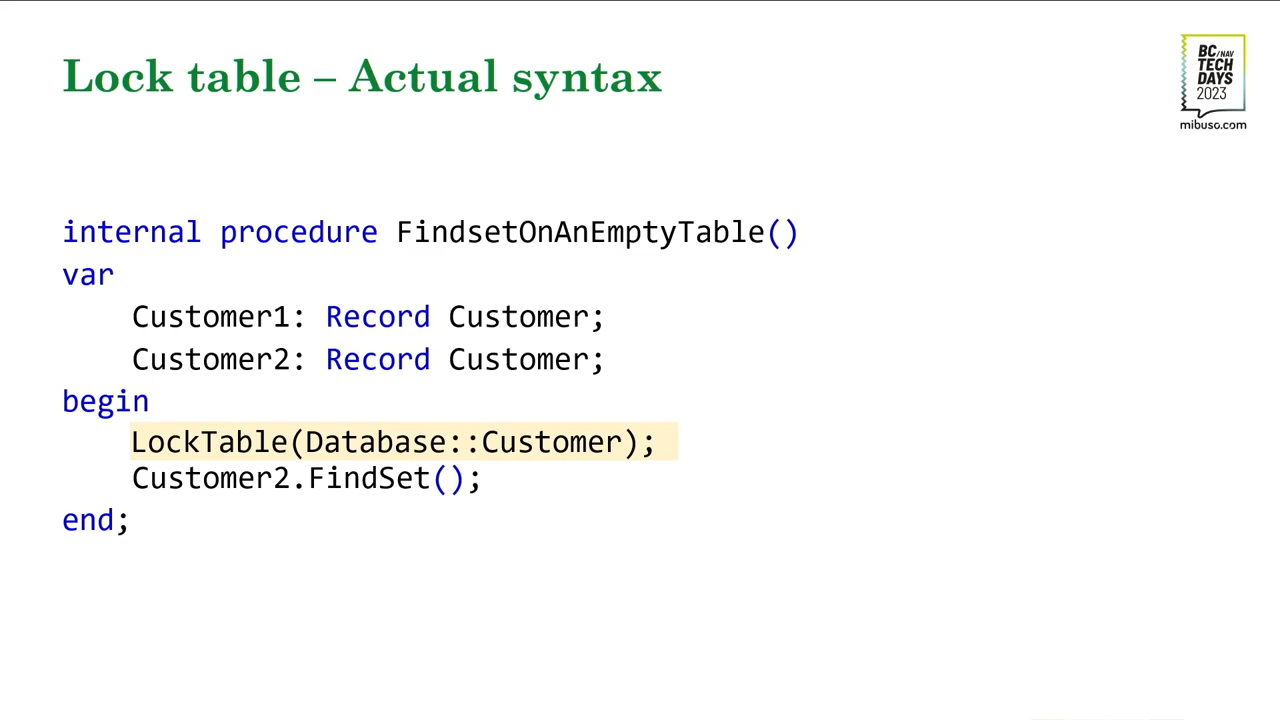 Lock table – Actual syntax
BC/NAV
TECH
DAYS
2023
mibuso.com
internal procedure FindsetOnAnEmptyTable()
var
    Customer1: Record Customer;
    Customer2: Record Customer;
begin
    LockTable(Database::Customer);
    Customer2.FindSet();
end;